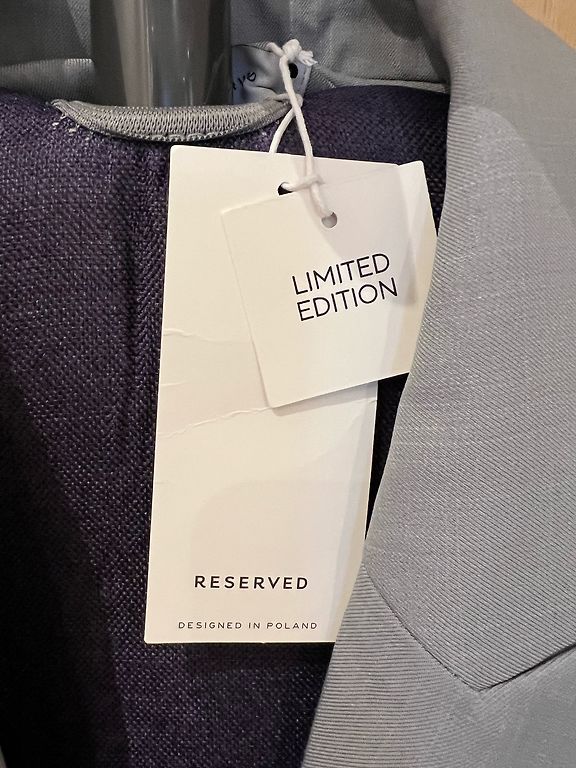 LIMITED
EDITION
RESERVED
DESIGNED IN POLAND